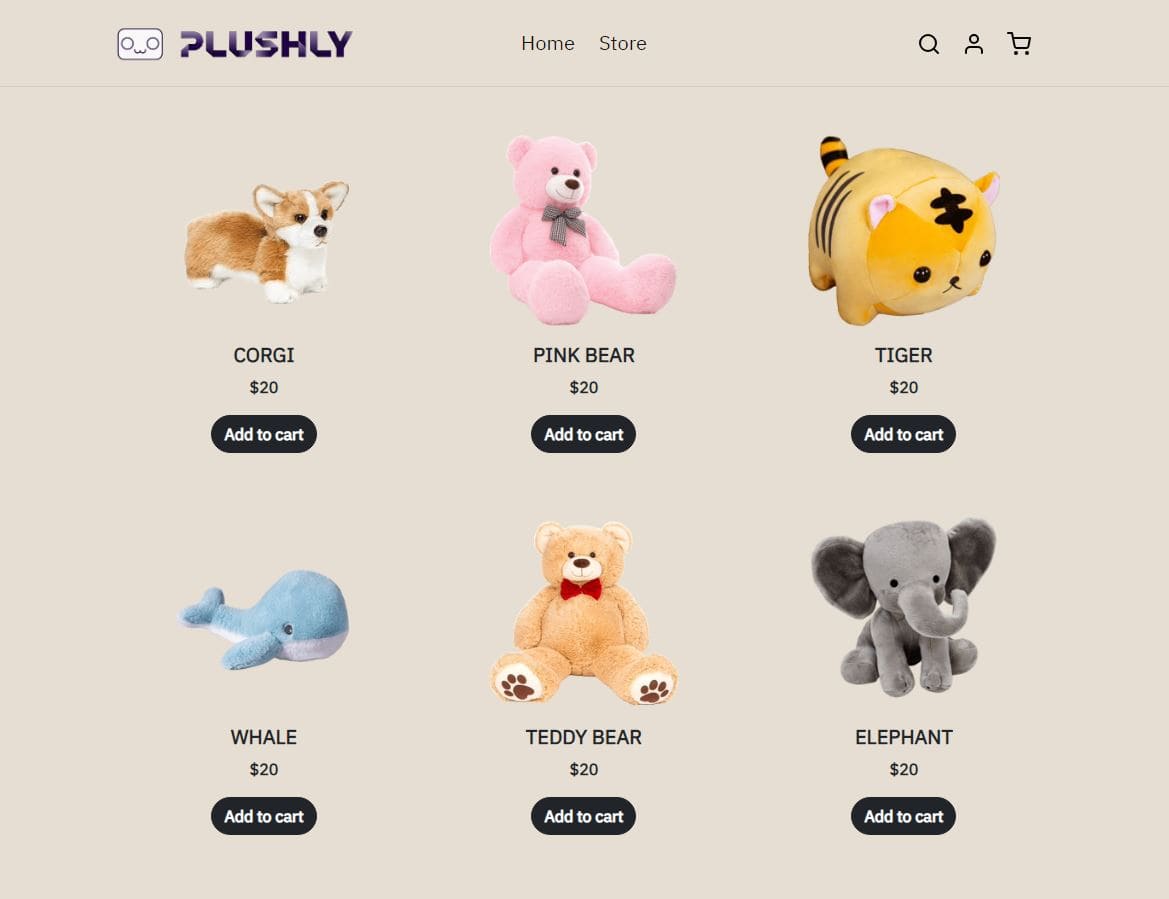 PLUSHLY
Home Store
CORGI
$20
Add to cart
PINK BEAR
$20
Add to cart
TIGER
$20
Add to cart
WHALE
$20
Add to cart
TEDDY BEAR
$20
Add to cart
ELEPHANT
$20
Add to cart